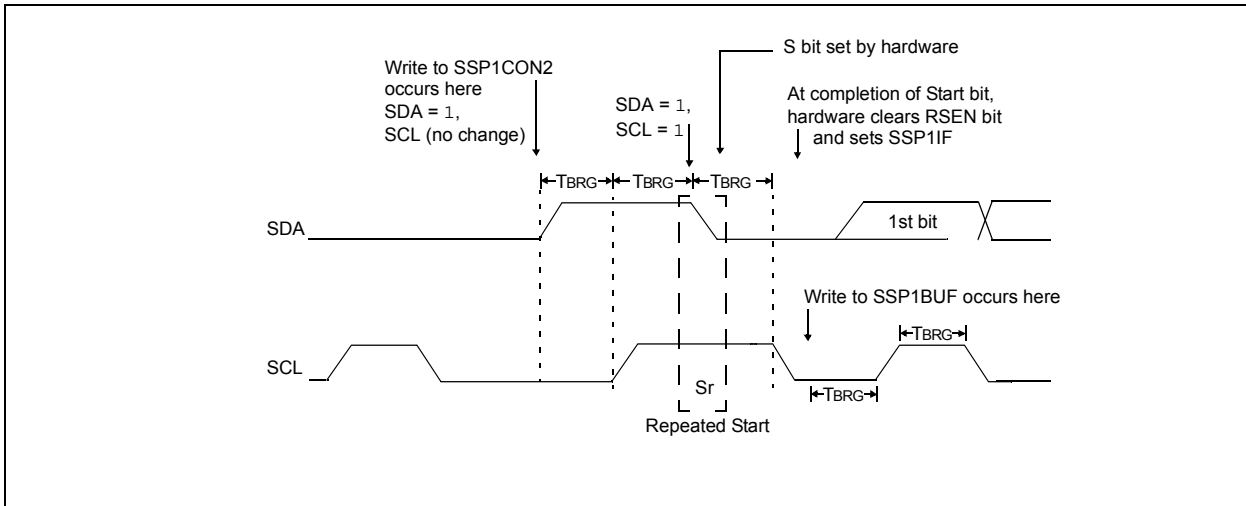 S bit set by hardware
Write to SSP1CON2
occurs here
SDA = 1,
SCL (no change)
SDA = 1,
SCL = 1
At completion of Start bit,
hardware clears RSEN bit
and sets SSP1IF
TBRG
TBRG
TBRG
SDA
1st bit
Write to SSP1BUF occurs here
TBRG
SCL
Sr
TBRG
Repeated Start